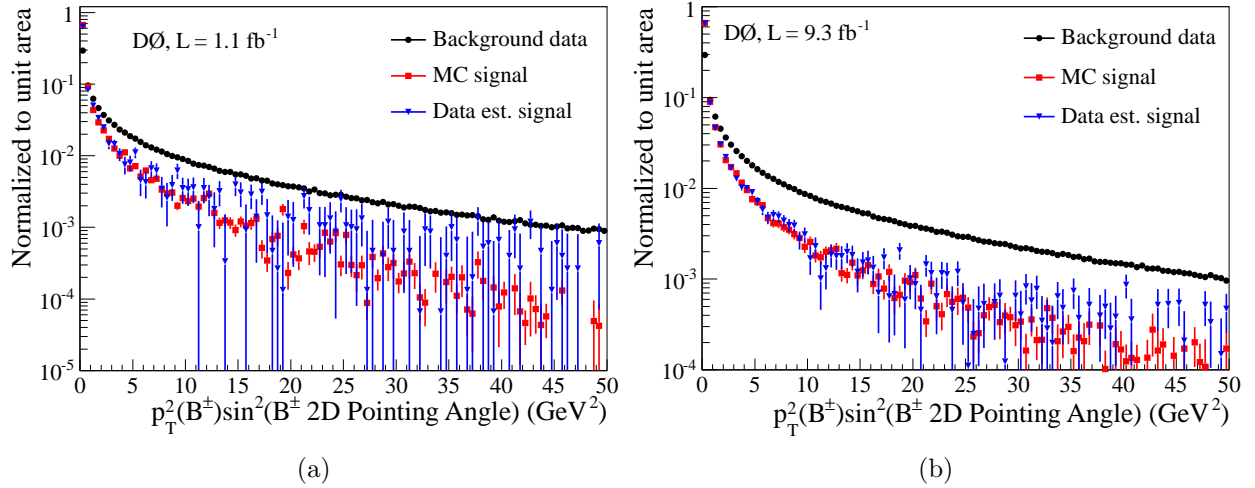 DØ, L = 1.1 fb⁻¹
Background data
MC signal
Data est. signal
Normalized to unit area
1
10⁻¹
10⁻²
10⁻³
10⁻⁴
10⁻⁵
0 5 10 15 20 25 30 35 40 45 50
p_T²(B±)sin²(B± 2D Pointing Angle) (GeV²)
(a)
DØ, L = 9.3 fb⁻¹
Background data
MC signal
Data est. signal
Normalized to unit area
1
10⁻¹
10⁻²
10⁻³
10⁻⁴
0 5 10 15 20 25 30 35 40 45 50
p_T²(B±)sin²(B± 2D Pointing Angle) (GeV²)
(b)